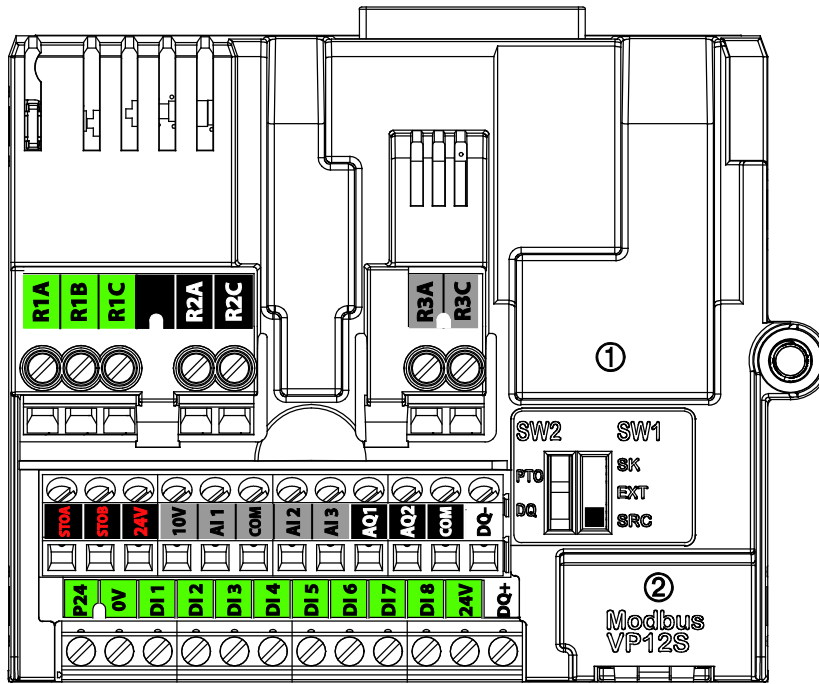 R1A R1B R1C R2A R2C R3A R3C
①
SW2 SW1
PTO SK
EXT
DQ SRC
STOA STOB 24V 10V AI1 COM AI2 AI3 AQ1 AQ2 COM DQ-
P24 0V DI1 DI2 DI3 DI4 DI5 DI6 DI7 DI8 24V DQ+
②
Modbus
VP12S